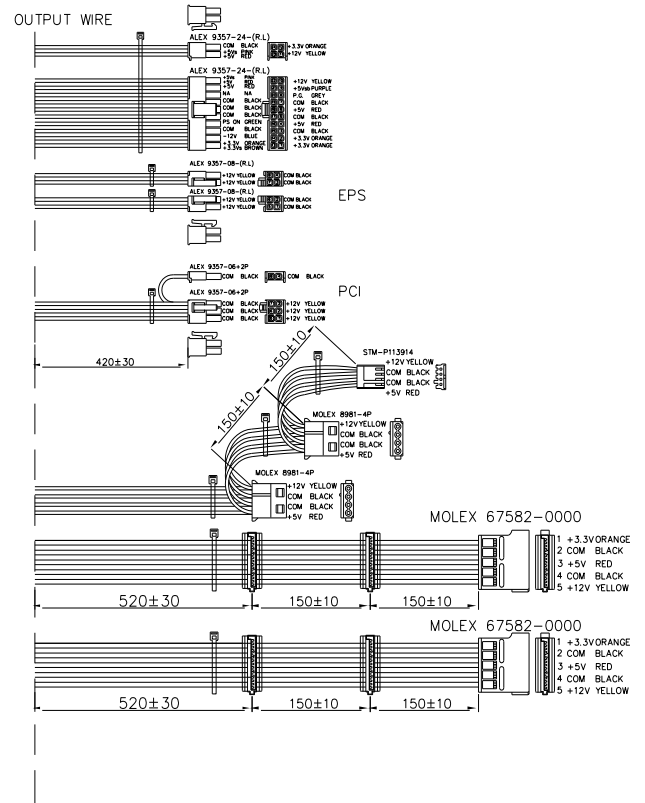 OUTPUT WIRE
ALEX 9357-24-(R.L)
COM BLACK
+5Vs PINK
+5V RED
+3.3V ORANGE
+12V YELLOW
ALEX 9357-24-(R.L)
+5Vs PINK
+5V RED
+5V RED
NA NA
COM BLACK
COM BLACK
COM BLACK
PS ON GREEN
COM BLACK
-12V BLUE
+3.3V ORANGE
+3.3Vs BROWN
+12V YELLOW
+5Vsb PURPLE
P.G. GREY
COM BLACK
+5V RED
COM BLACK
+5V RED
COM BLACK
+3.3V ORANGE
+3.3V ORANGE
ALEX 9357-08-(R.L)
+12V YELLOW COM BLACK
+12V YELLOW COM BLACK
ALEX 9357-08-(R.L)
+12V YELLOW COM BLACK
+12V YELLOW COM BLACK
EPS
ALEX 9357-06+2P
COM BLACK COM BLACK
ALEX 9357-06+2P
COM BLACK +12V YELLOW
COM BLACK +12V YELLOW
COM BLACK +12V YELLOW
PCI
420±30
150±10
150±10
STM-P113914
+12V YELLOW
COM BLACK
COM BLACK
+5V RED
MOLEX 8981-4P
+12V YELLOW
COM BLACK
COM BLACK
+5V RED
MOLEX 8981-4P
+12V YELLOW
COM BLACK
COM BLACK
+5V RED
MOLEX 67582-0000
1 +3.3V ORANGE
2 COM BLACK
3 +5V RED
4 COM BLACK
5 +12V YELLOW
520±30 150±10 150±10
MOLEX 67582-0000
1 +3.3V ORANGE
2 COM BLACK
3 +5V RED
4 COM BLACK
5 +12V YELLOW
520±30 150±10 150±10